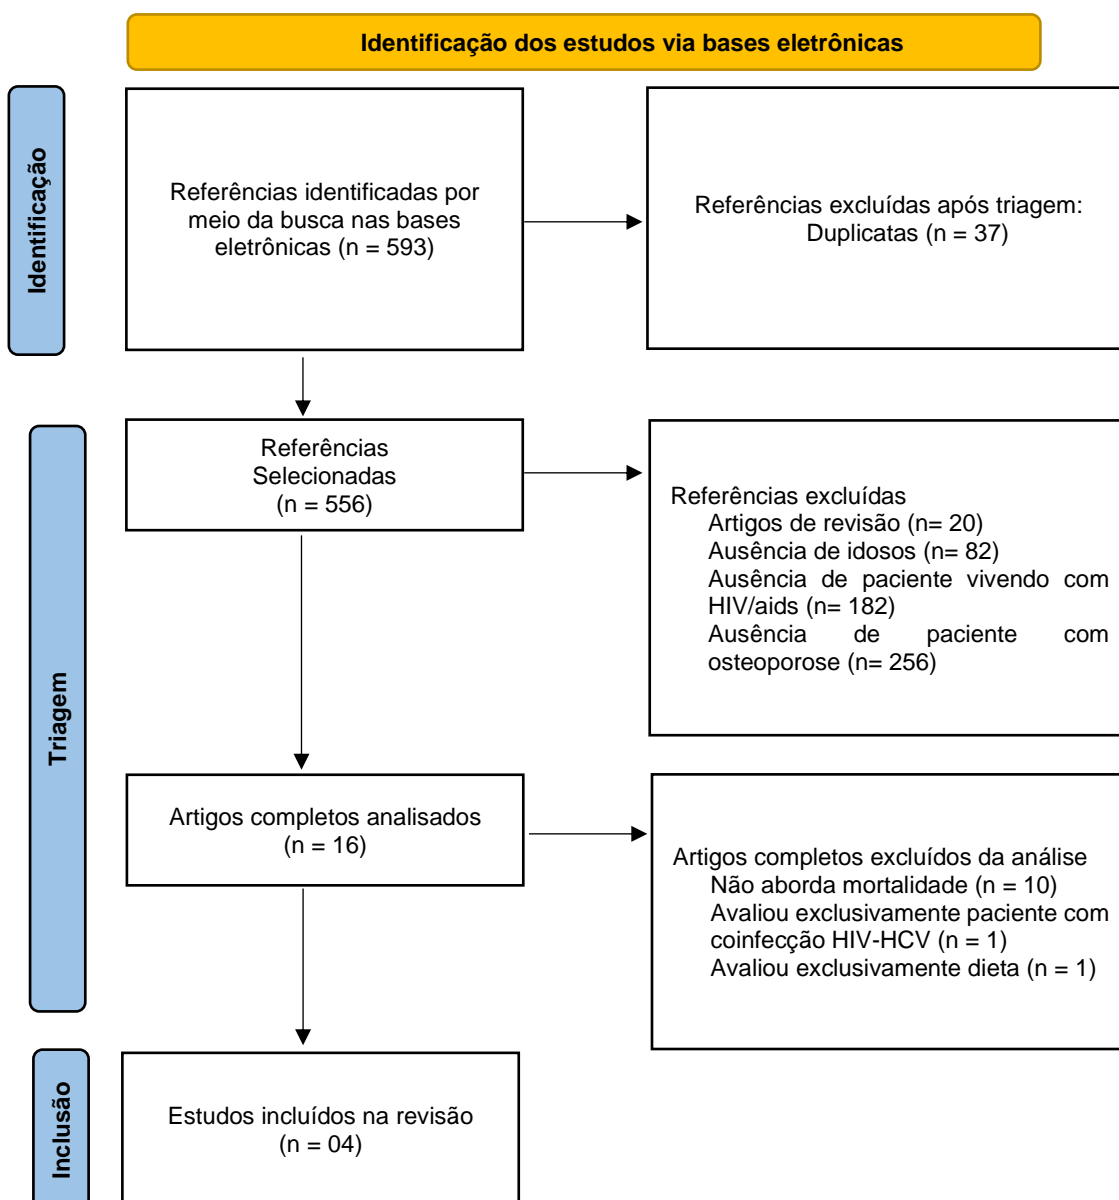 Identificação dos estudos via bases eletrônicas
Identificação
Referências identificadas por
meio da busca nas bases
eletrônicas (n = 593)
Referências excluídas após triagem:
Duplicatas (n = 37)
Triagem
Referências
Selecionadas
(n = 556)
Referências excluídas
Artigos de revisão (n= 20)
Ausência de idosos (n= 82)
Ausência de paciente vivendo com
HIV/aids (n= 182)
Ausência de paciente com
osteoporose (n= 256)
Artigos completos analisados
(n = 16)
Artigos completos excluídos da análise
Não aborda mortalidade (n = 10)
Avaliou exclusivamente paciente com
coinfecção HIV-HCV (n = 1)
Avaliou exclusivamente dieta (n = 1)
Inclusão
Estudos incluídos na revisão
(n = 04)